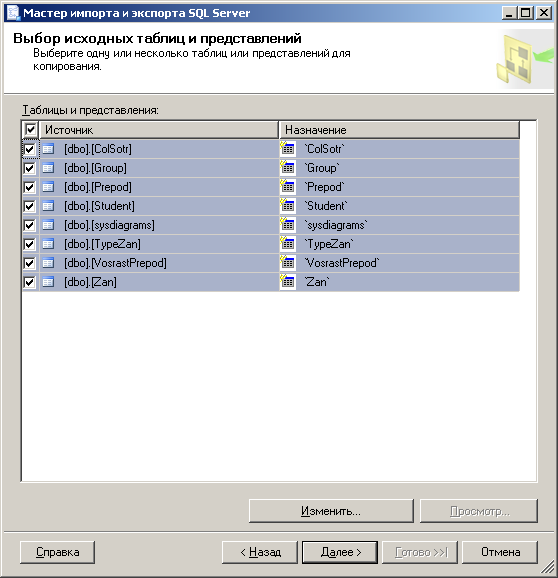 Мастер импорта и экспорта SQL Server
Выбор исходных таблиц и представлений
Выберите одну или несколько таблиц или представлений для
копирования.
Таблицы и представления:
Источник Назначение
[dbo].[ColSotr] `ColSotr`
[dbo].[Group] `Group`
[dbo].[Prepod] `Prepod`
[dbo].[Student] `Student`
[dbo].[sysdiagrams] `sysdiagrams`
[dbo].[TypeZan] `TypeZan`
[dbo].[VosrastPrepod] `VosrastPrepod`
[dbo].[Zan] `Zan`
Изменить... Просмотр...
Справка < Назад Далее > Готово >>| Отмена